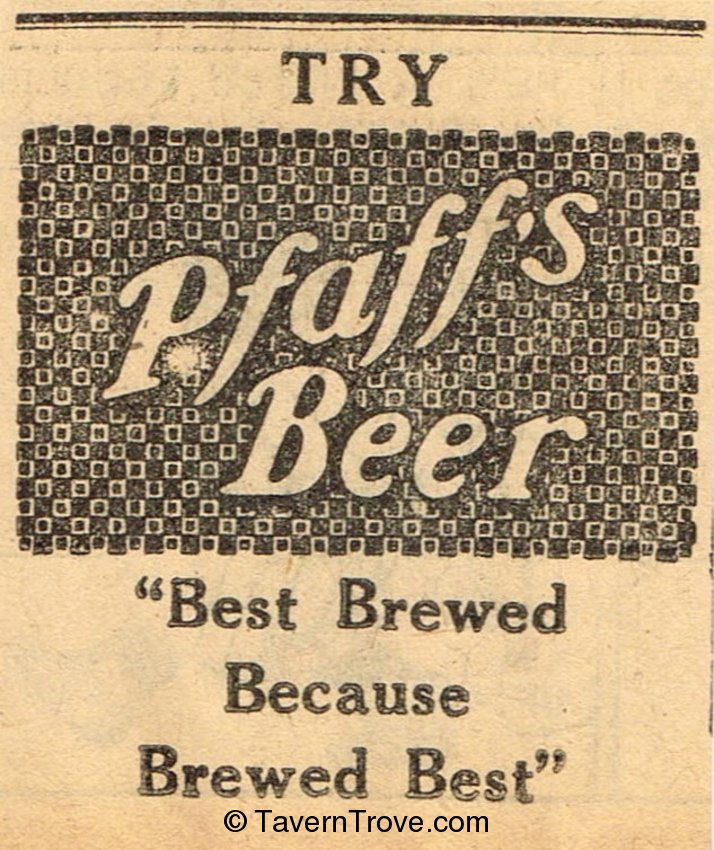 TRY
Pfaff's
Beer
“Best Brewed
Because
Brewed Best”
© TavernTrove.com